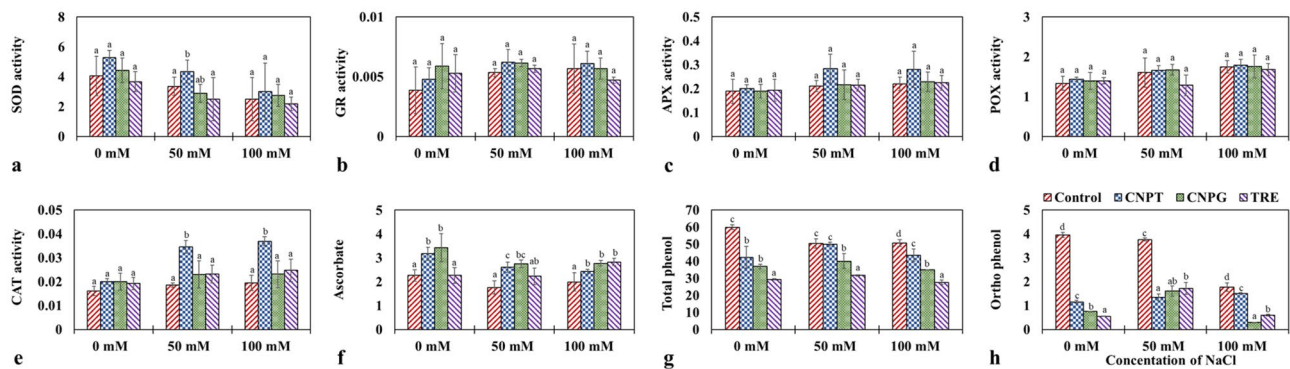 8
6
4
2
0
SOD activity
a a a a
a b ab a
a a a a
0 mM 50 mM 100 mM
a
0.01
0.005
0
GR activity
a a a a
a a a a
a a a a
0 mM 50 mM 100 mM
b
0.5
0.4
0.3
0.2
0.1
0
APX activity
a a a a
a a a a
a a a a
0 mM 50 mM 100 mM
c
3
2
1
0
POX activity
a a a a
a a a a
a a a a
0 mM 50 mM 100 mM
d
0.05
0.04
0.03
0.02
0.01
0
CAT activity
a a a a
a b a a
a b a a
0 mM 50 mM 100 mM
e
5
4
3
2
1
0
Ascorbate
a b b a
a c bc ab
a b b b
0 mM 50 mM 100 mM
f
70
60
50
40
30
20
10
0
Total phenol
c b b a
c c b a
d c b a
0 mM 50 mM 100 mM
g
Control CNPT CNPG TRE
5
4
3
2
1
0
Ortho phenol
d c b a
c a ab b
d c a b
0 mM 50 mM 100 mM
h
Concentation of NaCl